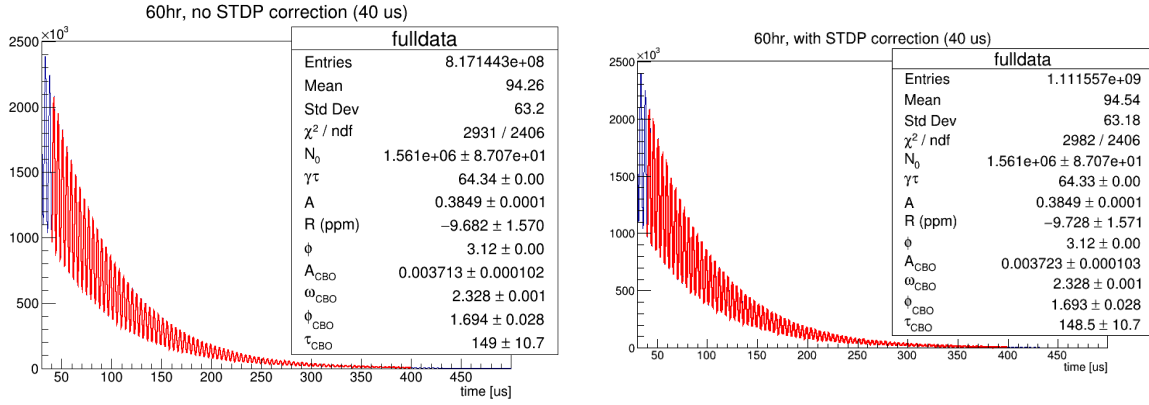 60hr, no STDP correction (40 us)
×10³
2500
2000
1500
1000
500
0
50 100 150 200 250 300 350 400 450
time [us]
fulldata
Entries 8.171443e+08
Mean 94.26
Std Dev 63.2
χ² / ndf 2931 / 2406
N₀ 1.561e+06 ± 8.707e+01
γτ 64.34 ± 0.00
A 0.3849 ± 0.0001
R (ppm) −9.682 ± 1.570
ϕ 3.12 ± 0.00
A_CBO 0.003713 ± 0.000102
ω_CBO 2.328 ± 0.001
ϕ_CBO 1.694 ± 0.028
τ_CBO 149 ± 10.7
60hr, with STDP correction (40 us)
×10³
2500
2000
1500
1000
500
0
50 100 150 200 250 300 350 400 450
time [us]
fulldata
Entries 1.111557e+09
Mean 94.54
Std Dev 63.18
χ² / ndf 2982 / 2406
N₀ 1.561e+06 ± 8.707e+01
γτ 64.33 ± 0.00
A 0.3849 ± 0.0001
R (ppm) −9.728 ± 1.571
ϕ 3.12 ± 0.00
A_CBO 0.003723 ± 0.000103
ω_CBO 2.328 ± 0.001
ϕ_CBO 1.693 ± 0.028
τ_CBO 148.5 ± 10.7